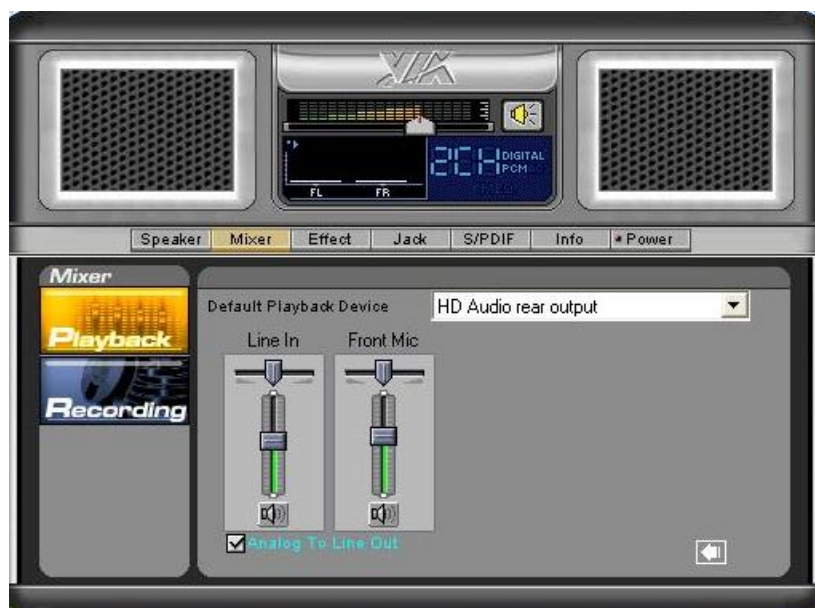 VIA
2CH DIGITAL
PCM
FL FR
Speaker Mixer Effect Jack S/PDIF Info Power
Mixer
Default Playback Device HD Audio rear output
Playback
Line In Front Mic
Recording
Analog To Line Out